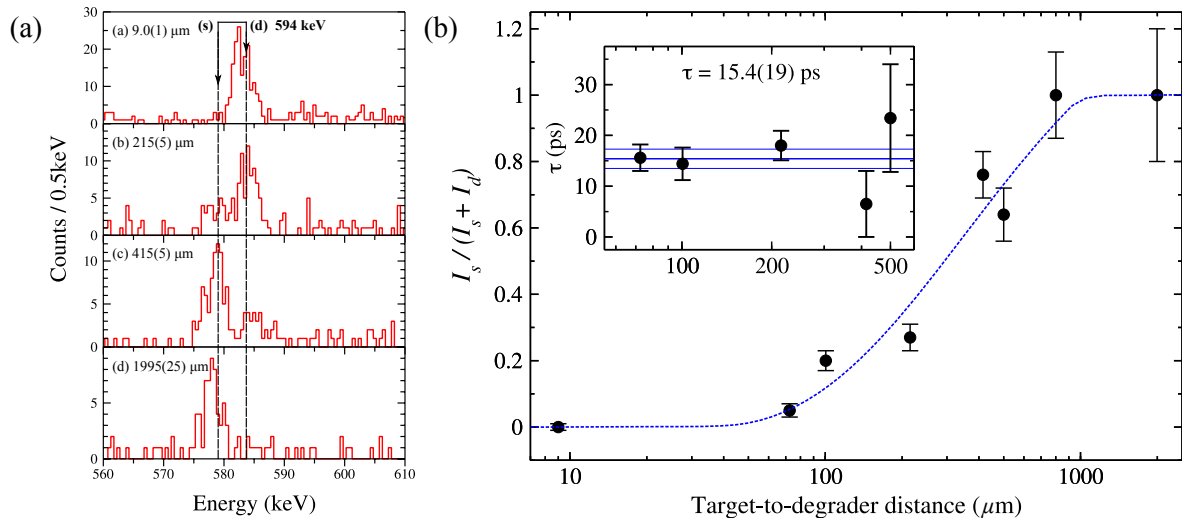 (a)
(s)
(d) 594 keV
(a) 9.0(1) μm
30
20
10
0
(b) 215(5) μm
10
5
0
(c) 415(5) μm
10
5
0
(d) 1995(25) μm
5
0
560
570
580
590
600
610
Counts / 0.5keV
Energy (keV)
(b)
1.2
1
0.8
0.6
0.4
0.2
0
I_s / (I_s + I_d)
τ = 15.4(19) ps
30
20
10
0
τ (ps)
100
200
500
10
100
1000
Target-to-degrader distance (μm)